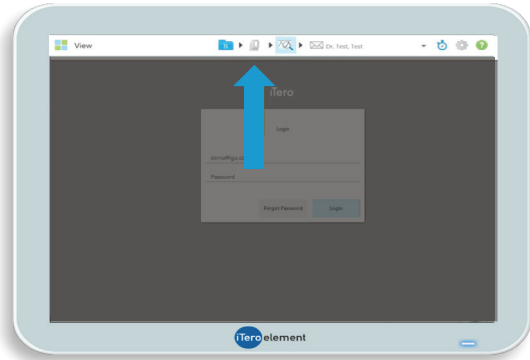 View
Dr. Test, Test
iTero
Login
Password
Forgot Password
Login
iTero element